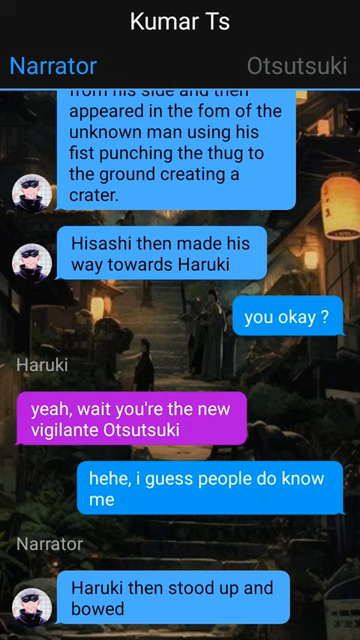 Kumar Ts
Narrator Otsutsuki
from his side and then
appeared in the fom of the
unknown man using his
fist punching the thug to
the ground creating a
crater.
Hisashi then made his
way towards Haruki
you okay ?
Haruki
yeah, wait you're the new
vigilante Otsutsuki
hehe, i guess people do know
me
Narrator
Haruki then stood up and
bowed